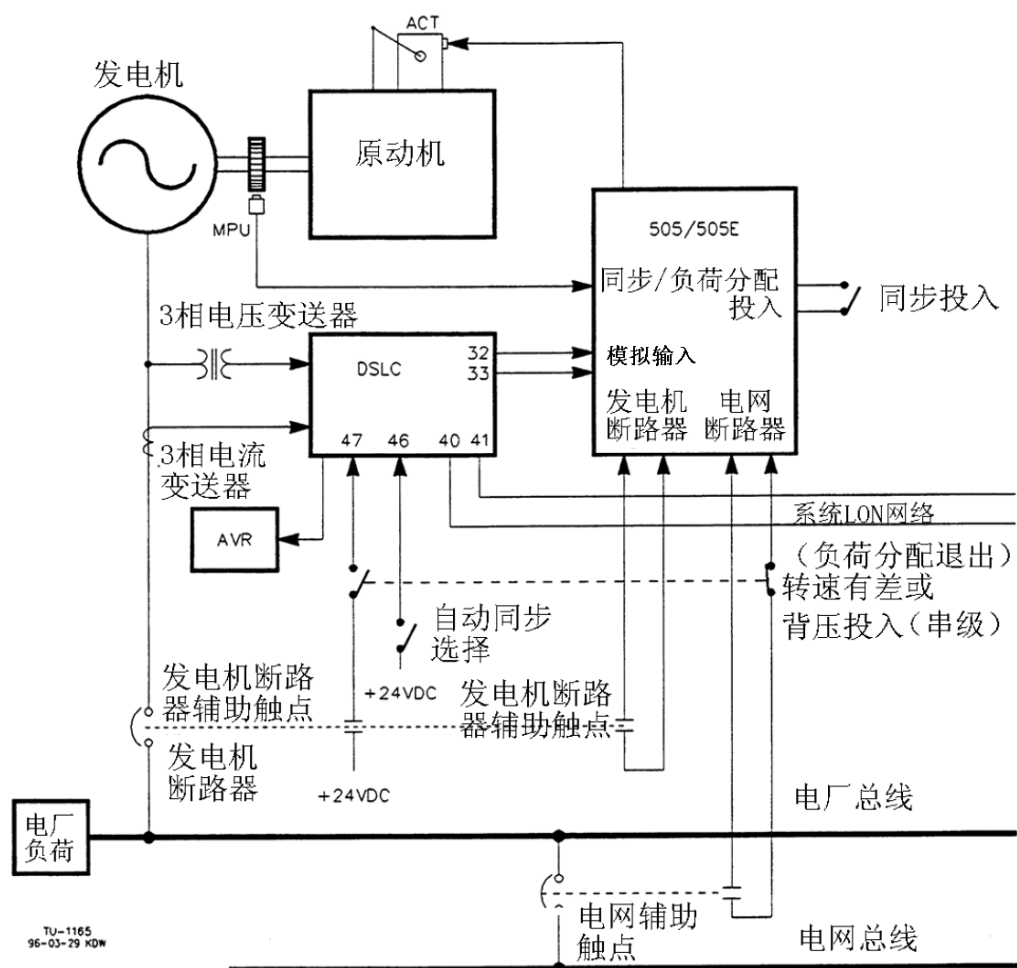 ACT
发电机
原动机
MPU
505/505E
同步/负荷分配
投入
同步投入
3相电压变送器
DSLC
32
33
模拟输入
发电机
断路器
电网
断路器
47
46
40
41
3相电流
变送器
系统LON网络
AVR
(负荷分配退出)
转速有差或
背压投入(串级)
自动同步
选择
+24VDC
发电机断路
器辅助触点
发电机断路
器辅助触点
发电机
断路器
+24VDC
电厂总线
电厂
负荷
电网辅助
触点
电网总线
TU-1165
96-03-29 KDW